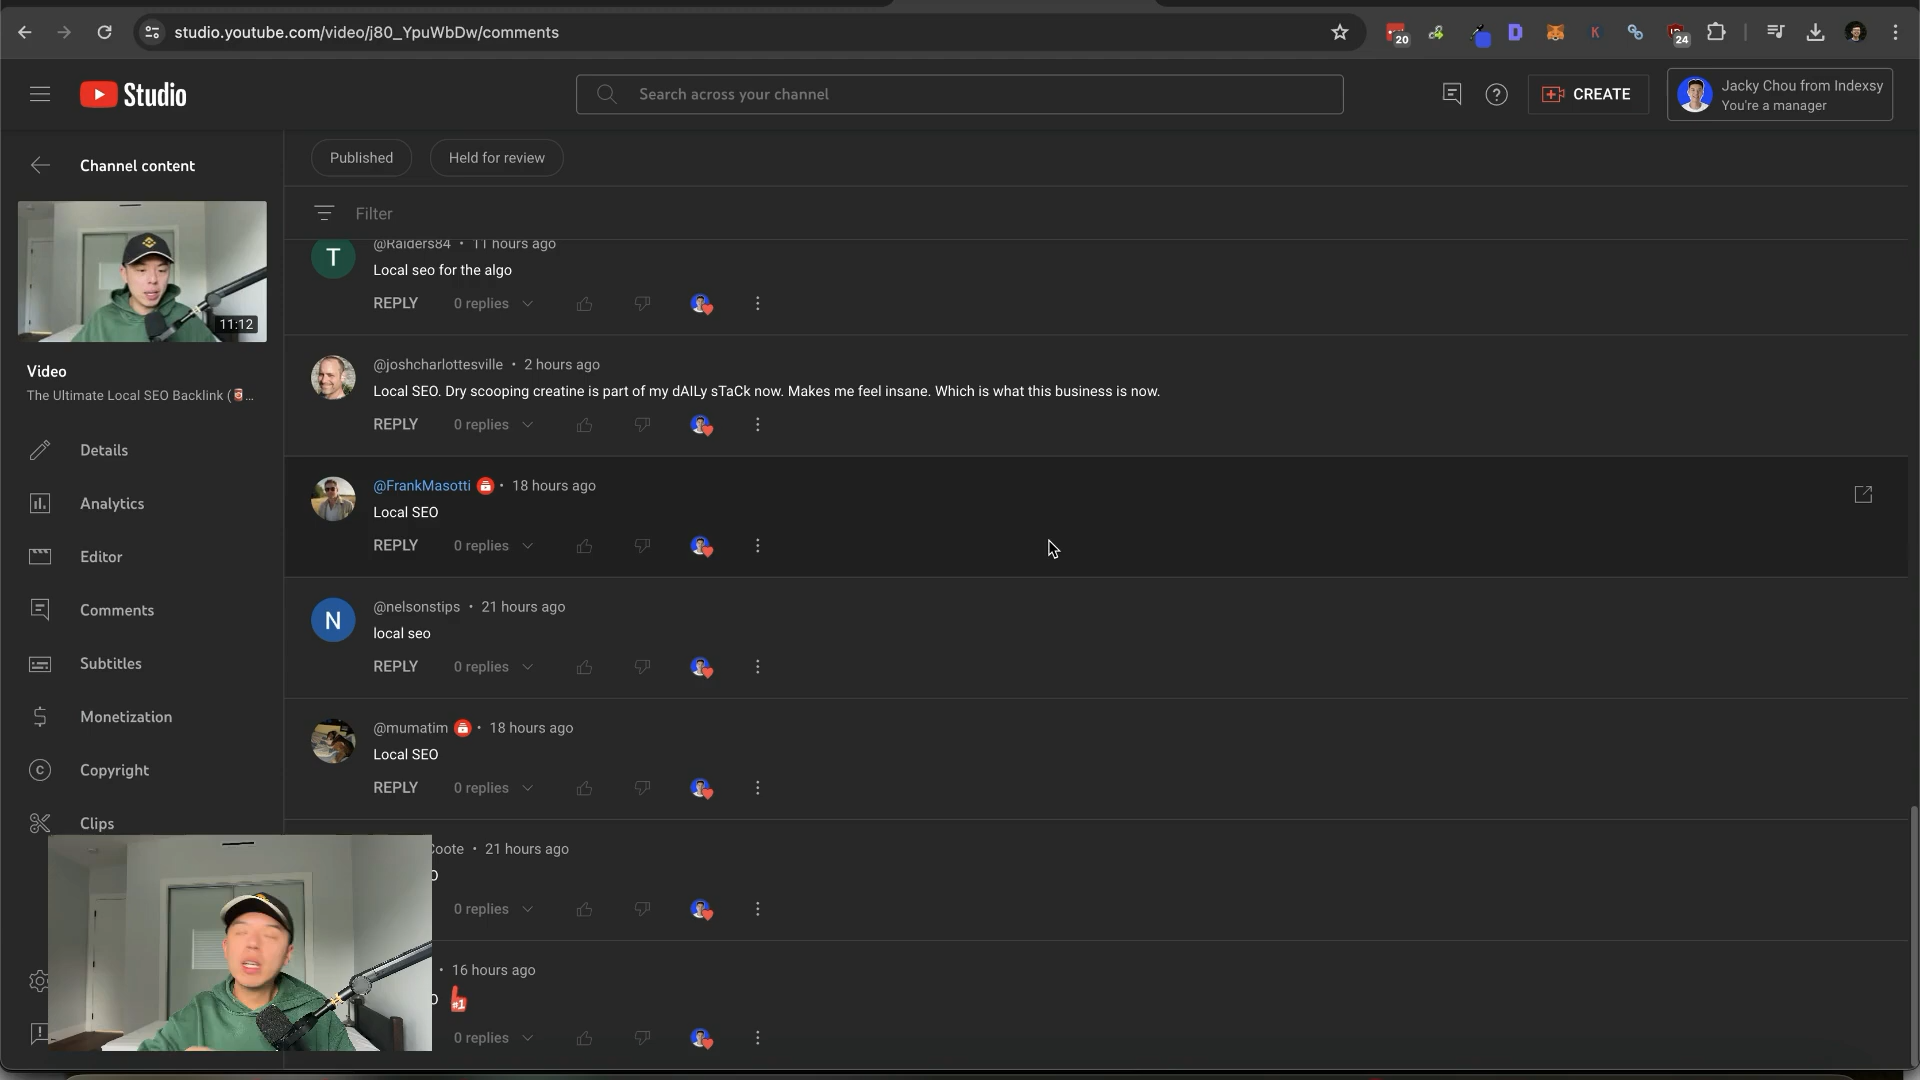 studio.youtube.com/video/j80_YpuWbDw/comments
20
D
K
24
Studio
Search across your channel
?
CREATE
Jacky Chou from Indexsy
You're a manager
Channel content
Published
Held for review
Filter
11:12
Video
The Ultimate Local SEO Backlink (🥫...
Details
Analytics
Editor
Comments
Subtitles
Monetization
Copyright
Clips
T
@Raiders84 • 11 hours ago
Local seo for the algo
REPLY 0 replies
@joshcharlottesville • 2 hours ago
Local SEO. Dry scooping creatine is part of my dAILy sTaCk now. Makes me feel insane. Which is what this business is now.
REPLY 0 replies
@FrankMasotti • 18 hours ago
Local SEO
REPLY 0 replies
N
@nelsonstips • 21 hours ago
local seo
REPLY 0 replies
@mumatim • 18 hours ago
Local SEO
REPLY 0 replies
Coote • 21 hours ago
O
0 replies
• 16 hours ago
O #1
0 replies